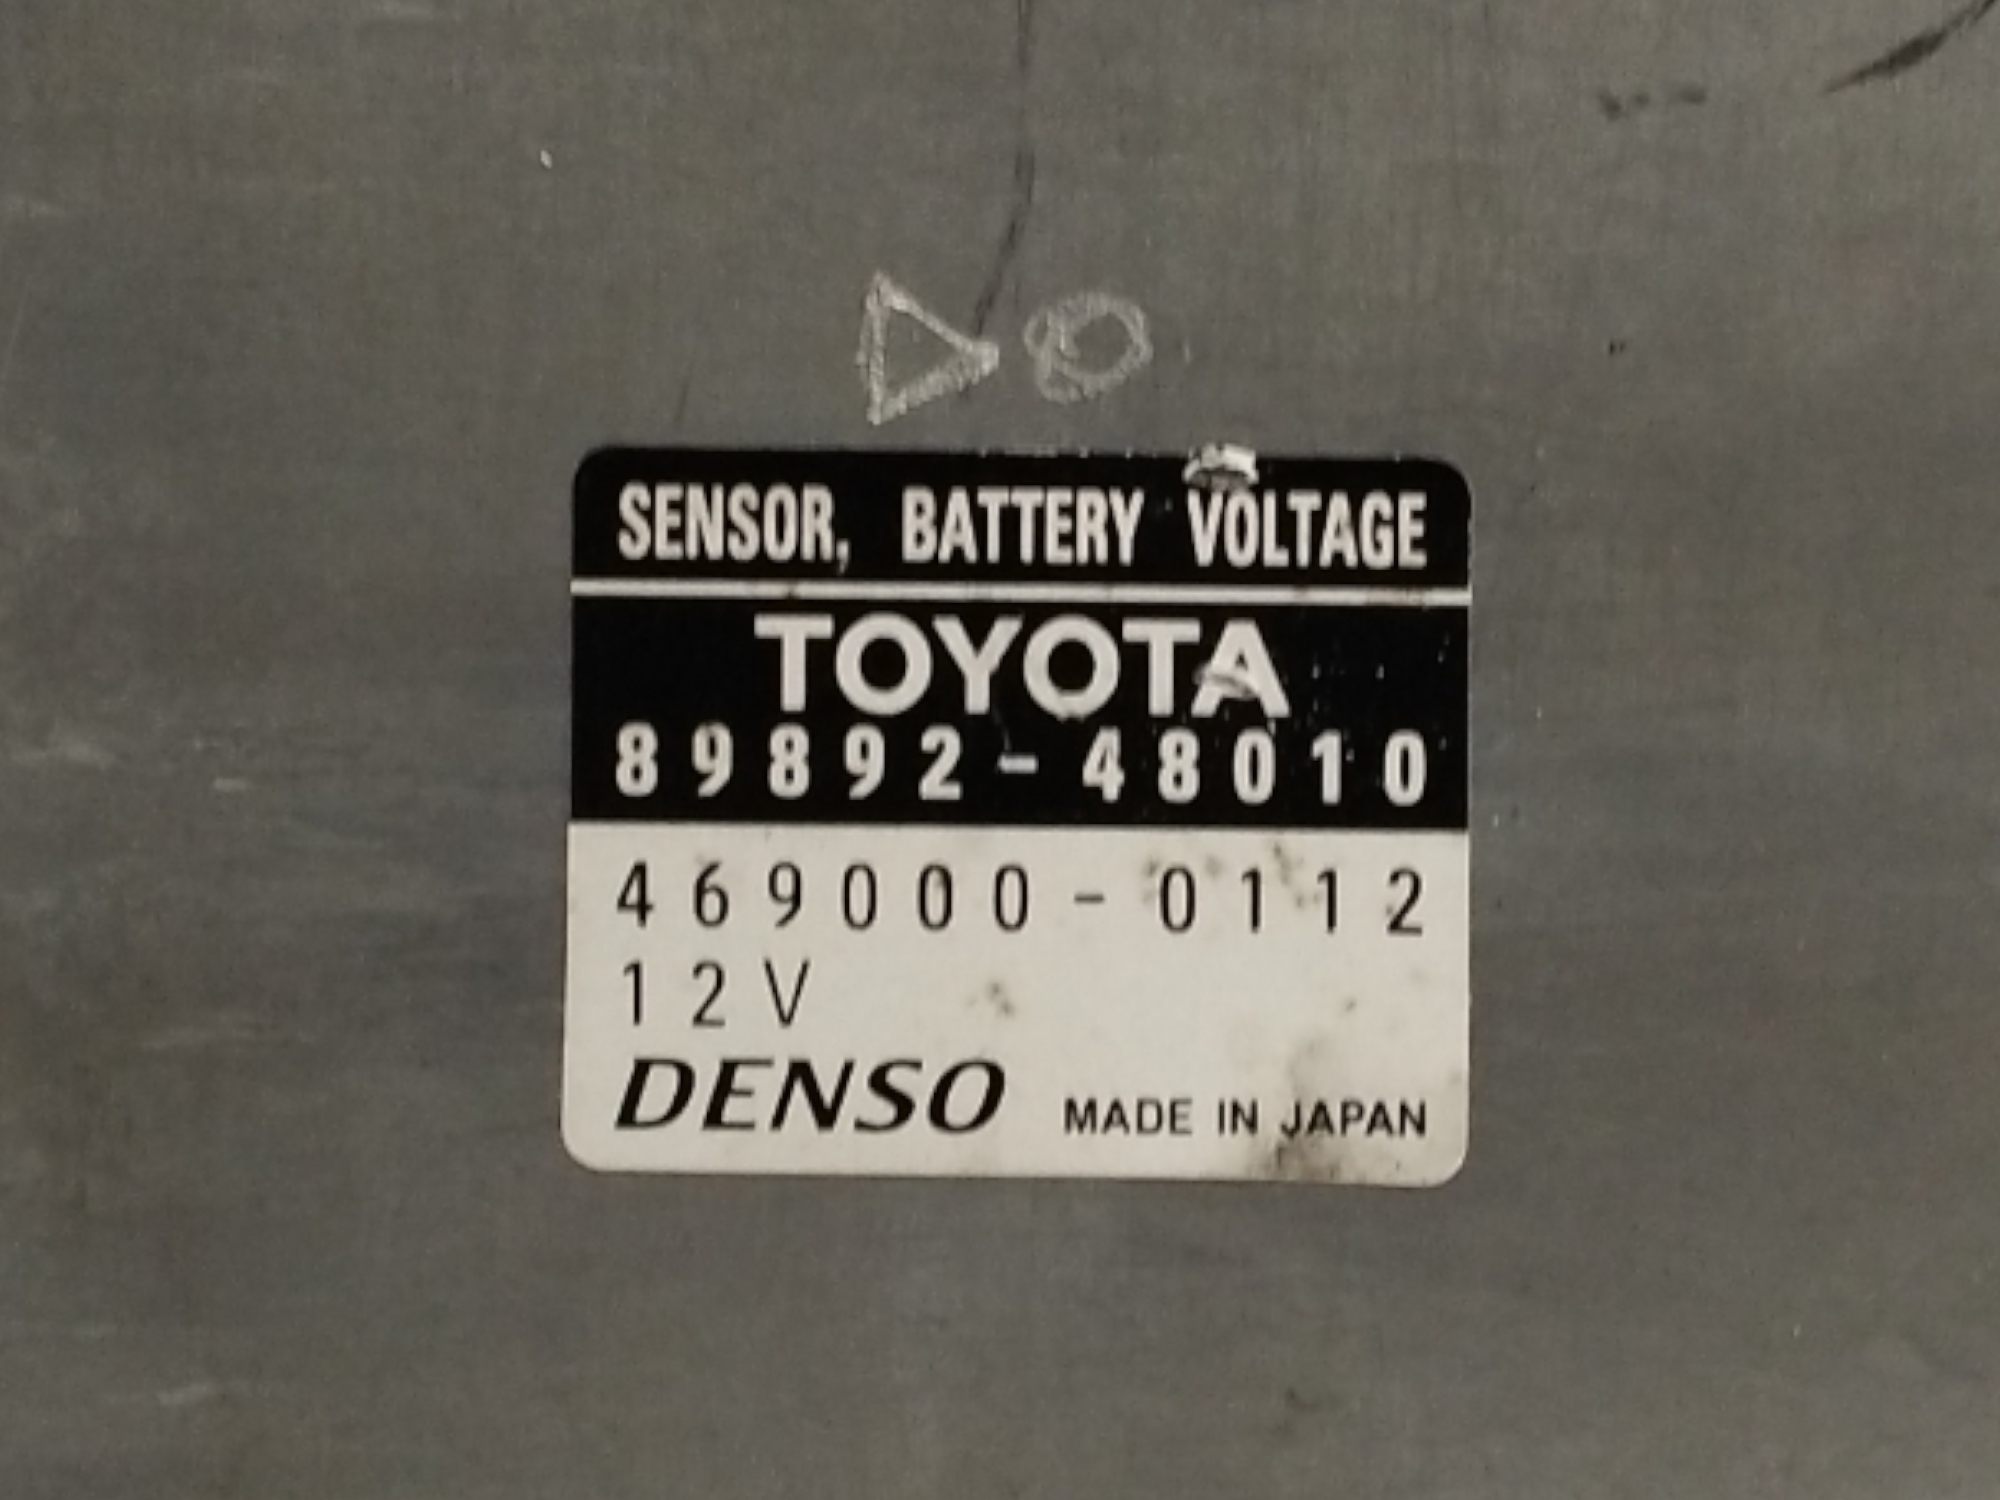 SENSOR, BATTERY VOLTAGE
TOYOTA
89892-48010
469000-0112
12V
DENSO MADE IN JAPAN